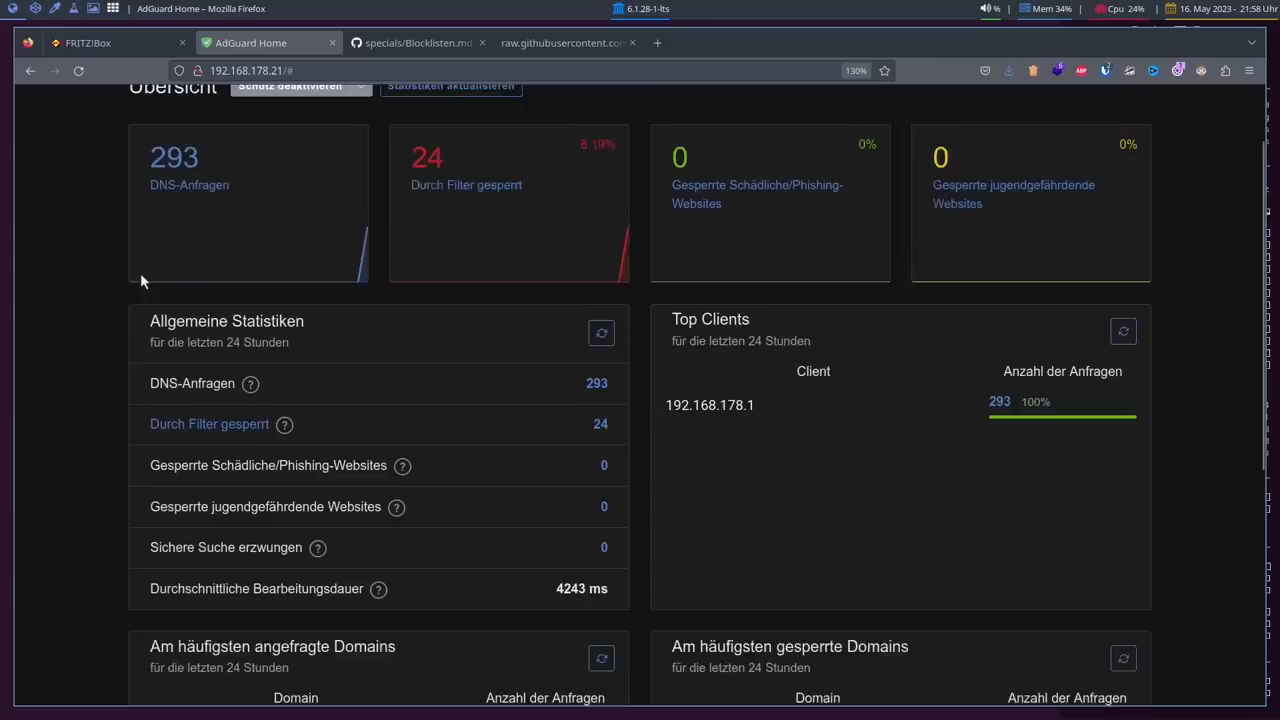 AdGuard Home – Mozilla Firefox
6.1.28-1-lts
%
Mem 34%
Cpu 24%
16. May 2023 - 21:58 Uhr
FRITZ!Box
AdGuard Home
specials/Blocklisten.md
raw.githubusercontent.com
192.168.178.21/#
130%
6
ABP
1
Übersicht
Schutz deaktivieren
Statistiken aktualisieren
293
DNS-Anfragen
24
8 19%
Durch Filter gesperrt
0
0%
Gesperrte Schädliche/Phishing-
Websites
0
0%
Gesperrte jugendgefährdende
Websites
Allgemeine Statistiken
für die letzten 24 Stunden
DNS-Anfragen ? 293
Durch Filter gesperrt ? 24
Gesperrte Schädliche/Phishing-Websites ? 0
Gesperrte jugendgefährdende Websites ? 0
Sichere Suche erzwungen ? 0
Durchschnittliche Bearbeitungsdauer ? 4243 ms
Top Clients
für die letzten 24 Stunden
Client Anzahl der Anfragen
192.168.178.1 293 100%
Am häufigsten angefragte Domains
für die letzten 24 Stunden
Domain Anzahl der Anfragen
Am häufigsten gesperrte Domains
für die letzten 24 Stunden
Domain Anzahl der Anfragen